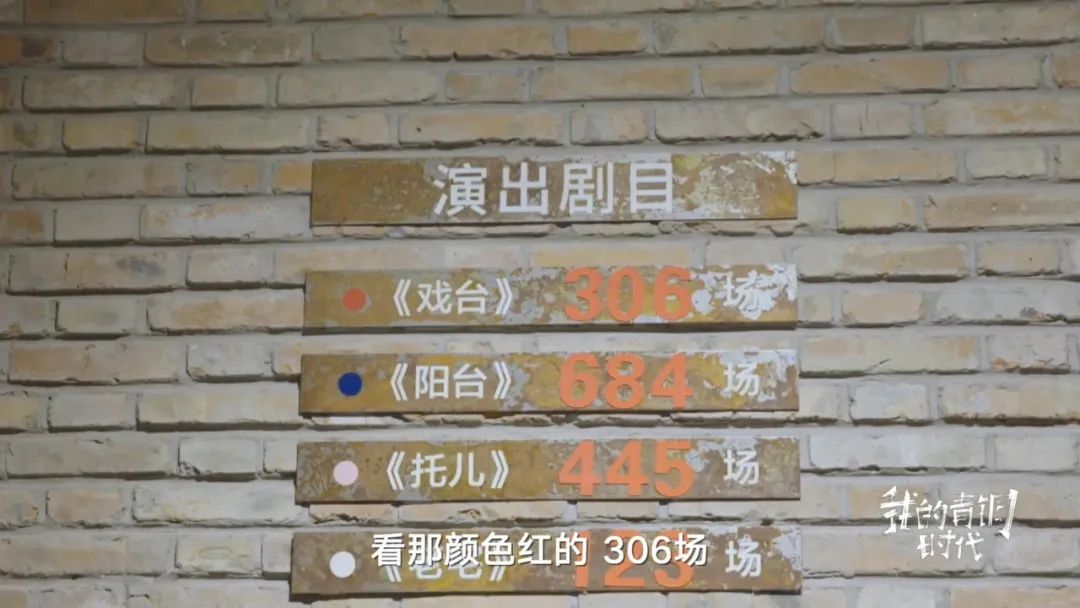 演出剧目
《戏台》 306 场
《阳台》 684 场
《托儿》 445 场
123 场
看那颜色红的 306场
我的青铜
时代